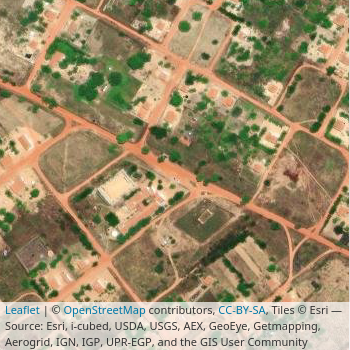 Leaflet | © OpenStreetMap contributors, CC-BY-SA, Tiles © Esri —
Source: Esri, i-cubed, USDA, USGS, AEX, GeoEye, Getmapping,
Aerogrid, IGN, IGP, UPR-EGP, and the GIS User Community